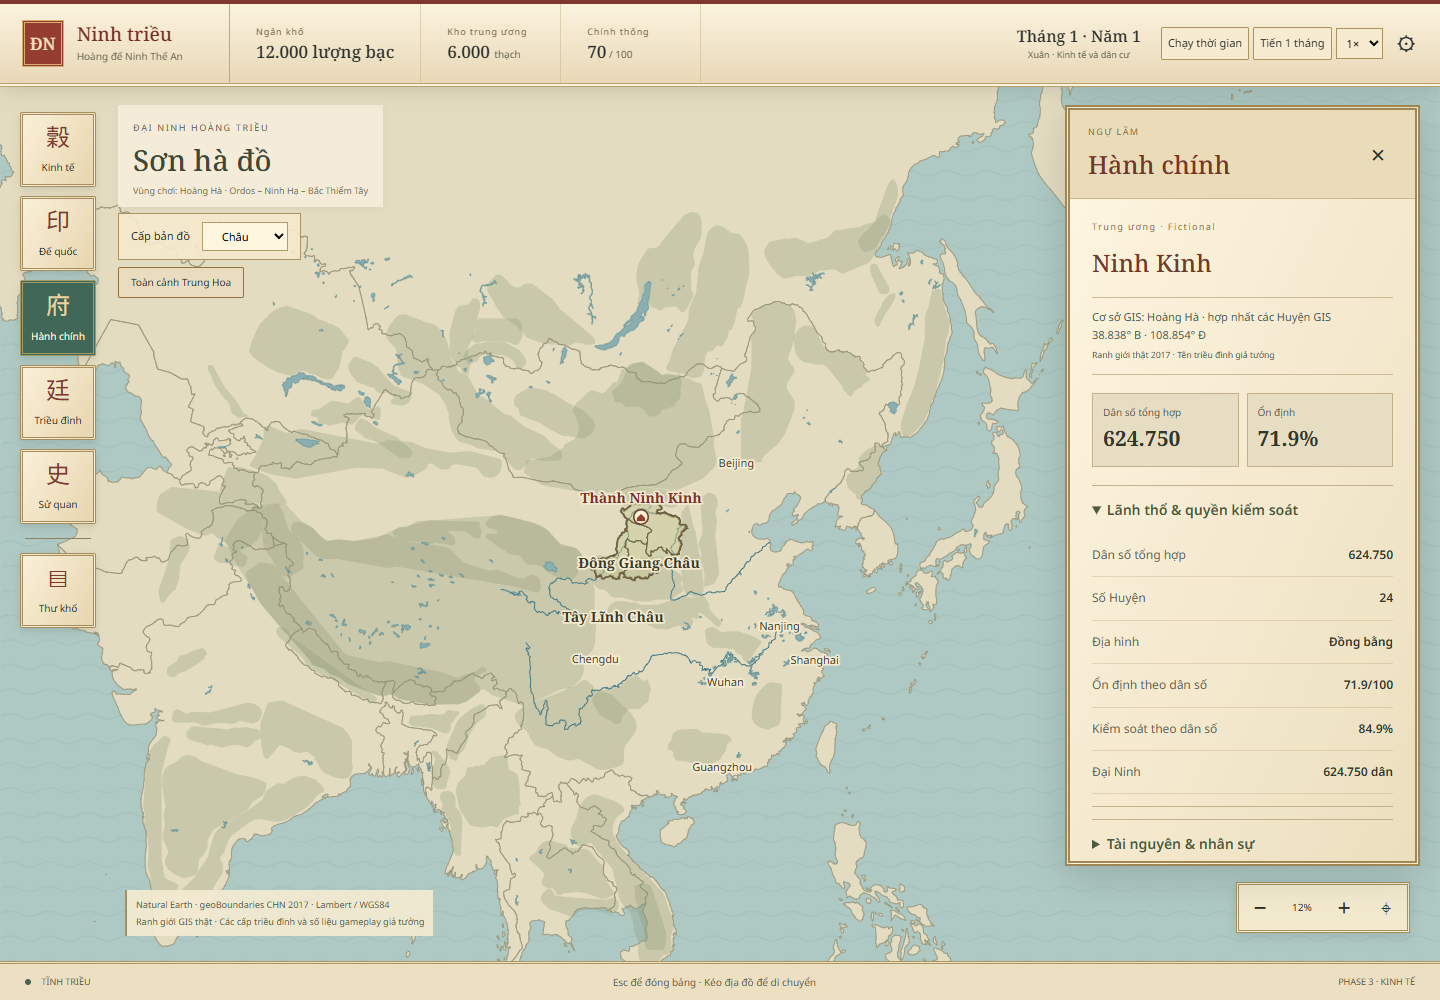 ĐN
Ninh triều
Hoàng đế Ninh Thế An
Ngân khố
12.000 lượng bạc
Kho trung ương
6.000 thạch
Chính thống
70 / 100
Tháng 1 · Năm 1
Xuân · Kinh tế và dân cư
Chạy thời gian
Tiến 1 tháng
1×
穀
Kinh tế
印
Đế quốc
府
Hành chính
廷
Triều đình
史
Sử quan
Thư khố
ĐẠI NINH HOÀNG TRIỀU
Sơn hà đồ
Vùng chơi: Hoàng Hà · Ordos – Ninh Hạ – Bắc Thiểm Tây
Cấp bản đồ
Châu
Toàn cảnh Trung Hoa
Beijing
Thành Ninh Kinh
Đông Giang Châu
Tây Lĩnh Châu
Nanjing
Chengdu
Shanghai
Wuhan
Guangzhou
NGỰ LÃM
Hành chính
×
Trung ương · Fictional
Ninh Kinh
Cơ sở GIS: Hoàng Hà · hợp nhất các Huyện GIS
38.838° B · 108.854° Đ
Ranh giới thật 2017 · Tên triều đình giả tưởng
Dân số tổng hợp
624.750
Ổn định
71.9%
▼ Lãnh thổ & quyền kiểm soát
Dân số tổng hợp 624.750
Số Huyện 24
Địa hình Đồng bằng
Ổn định theo dân số 71.9/100
Kiểm soát theo dân số 84.9%
Đại Ninh 624.750 dân
▶ Tài nguyên & nhân sự
− 12% + ⌖
Natural Earth · geoBoundaries CHN 2017 · Lambert / WGS84
Ranh giới GIS thật · Các cấp triều đình và số liệu gameplay giả tưởng
TĨNH TRIỀU
Esc để đóng bảng · Kéo địa đồ để di chuyển
PHASE 3 · KINH TẾ